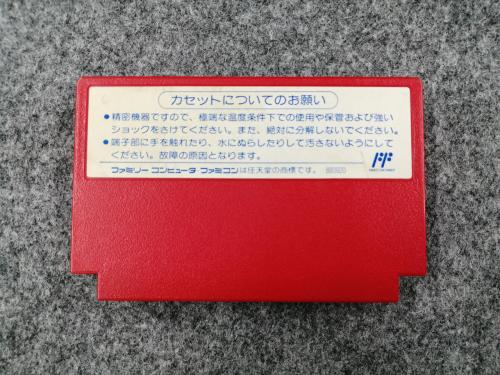 カセットについてのお願い
●精密機器ですので、極端な温度条件下での使用や保管および強い
ショックをさけてください。また、絶対に分解しないでください。
●端子部に手を触れたり、水にぬらしたりして汚さないようにして
ください。故障の原因となります。
ファミリーコンピュータ・ファミコンは任天堂の商標です。